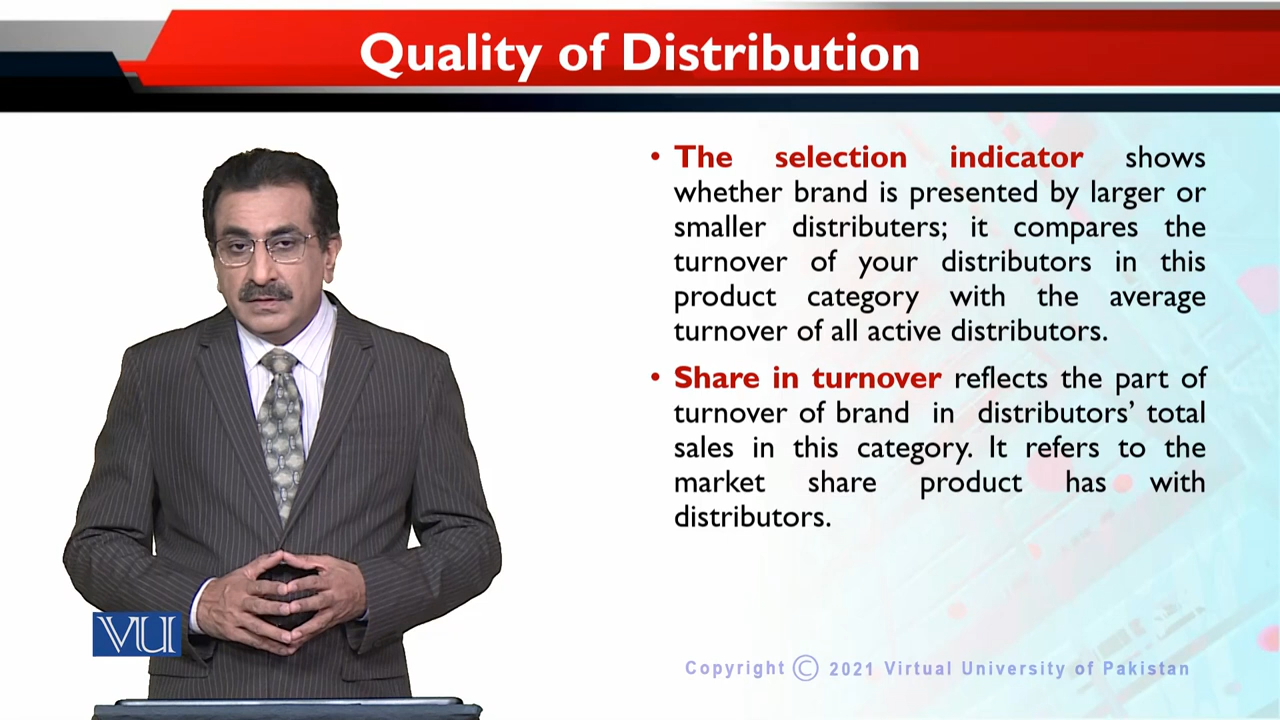 Quality of Distribution
• The selection indicator shows
whether brand is presented by larger or
smaller distributers; it compares the
turnover of your distributors in this
product category with the average
turnover of all active distributors.
• Share in turnover reflects the part of
turnover of brand in distributors’ total
sales in this category. It refers to the
market share product has with
distributors.
VU
Copyright © 2021 Virtual University of Pakistan